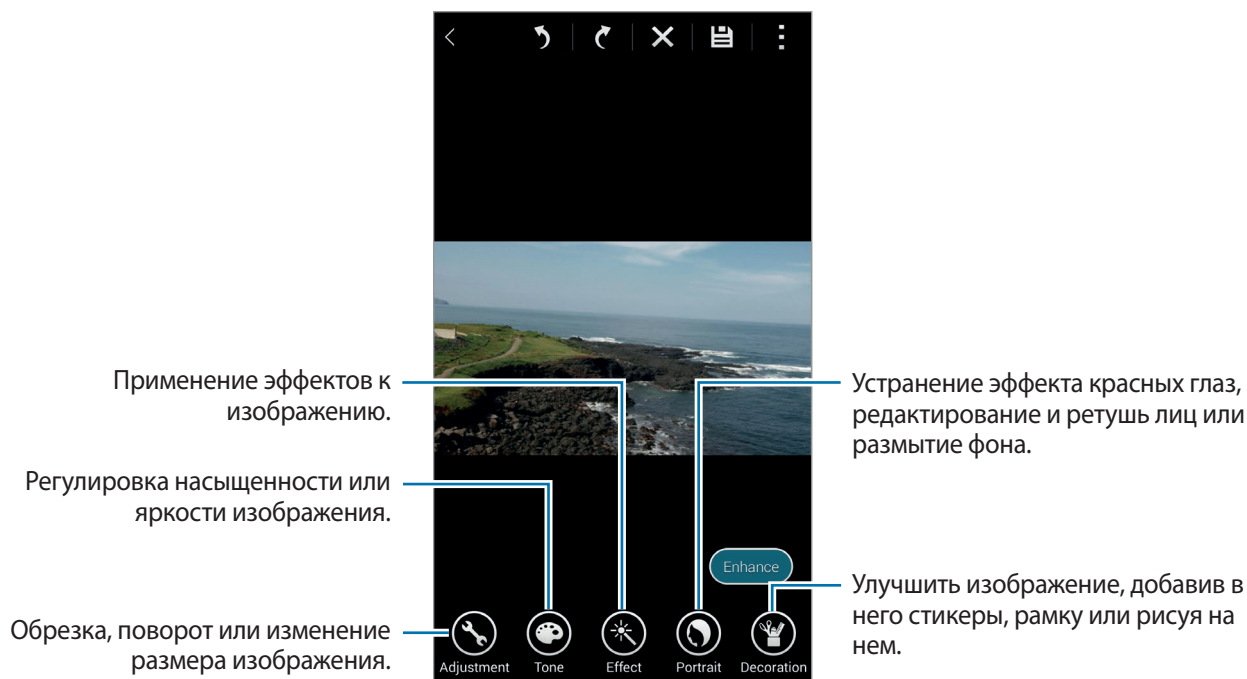 Применение эффектов к
изображению.
Регулировка насыщенности или
яркости изображения.
Обрезка, поворот или изменение
размера изображения.
Устранение эффекта красных глаз,
редактирование и ретушь лиц или
размытие фона.
Enhance
Улучшить изображение, добавив в
него стикеры, рамку или рисуя на
нем.
Adjustment Tone Effect Portrait Decoration